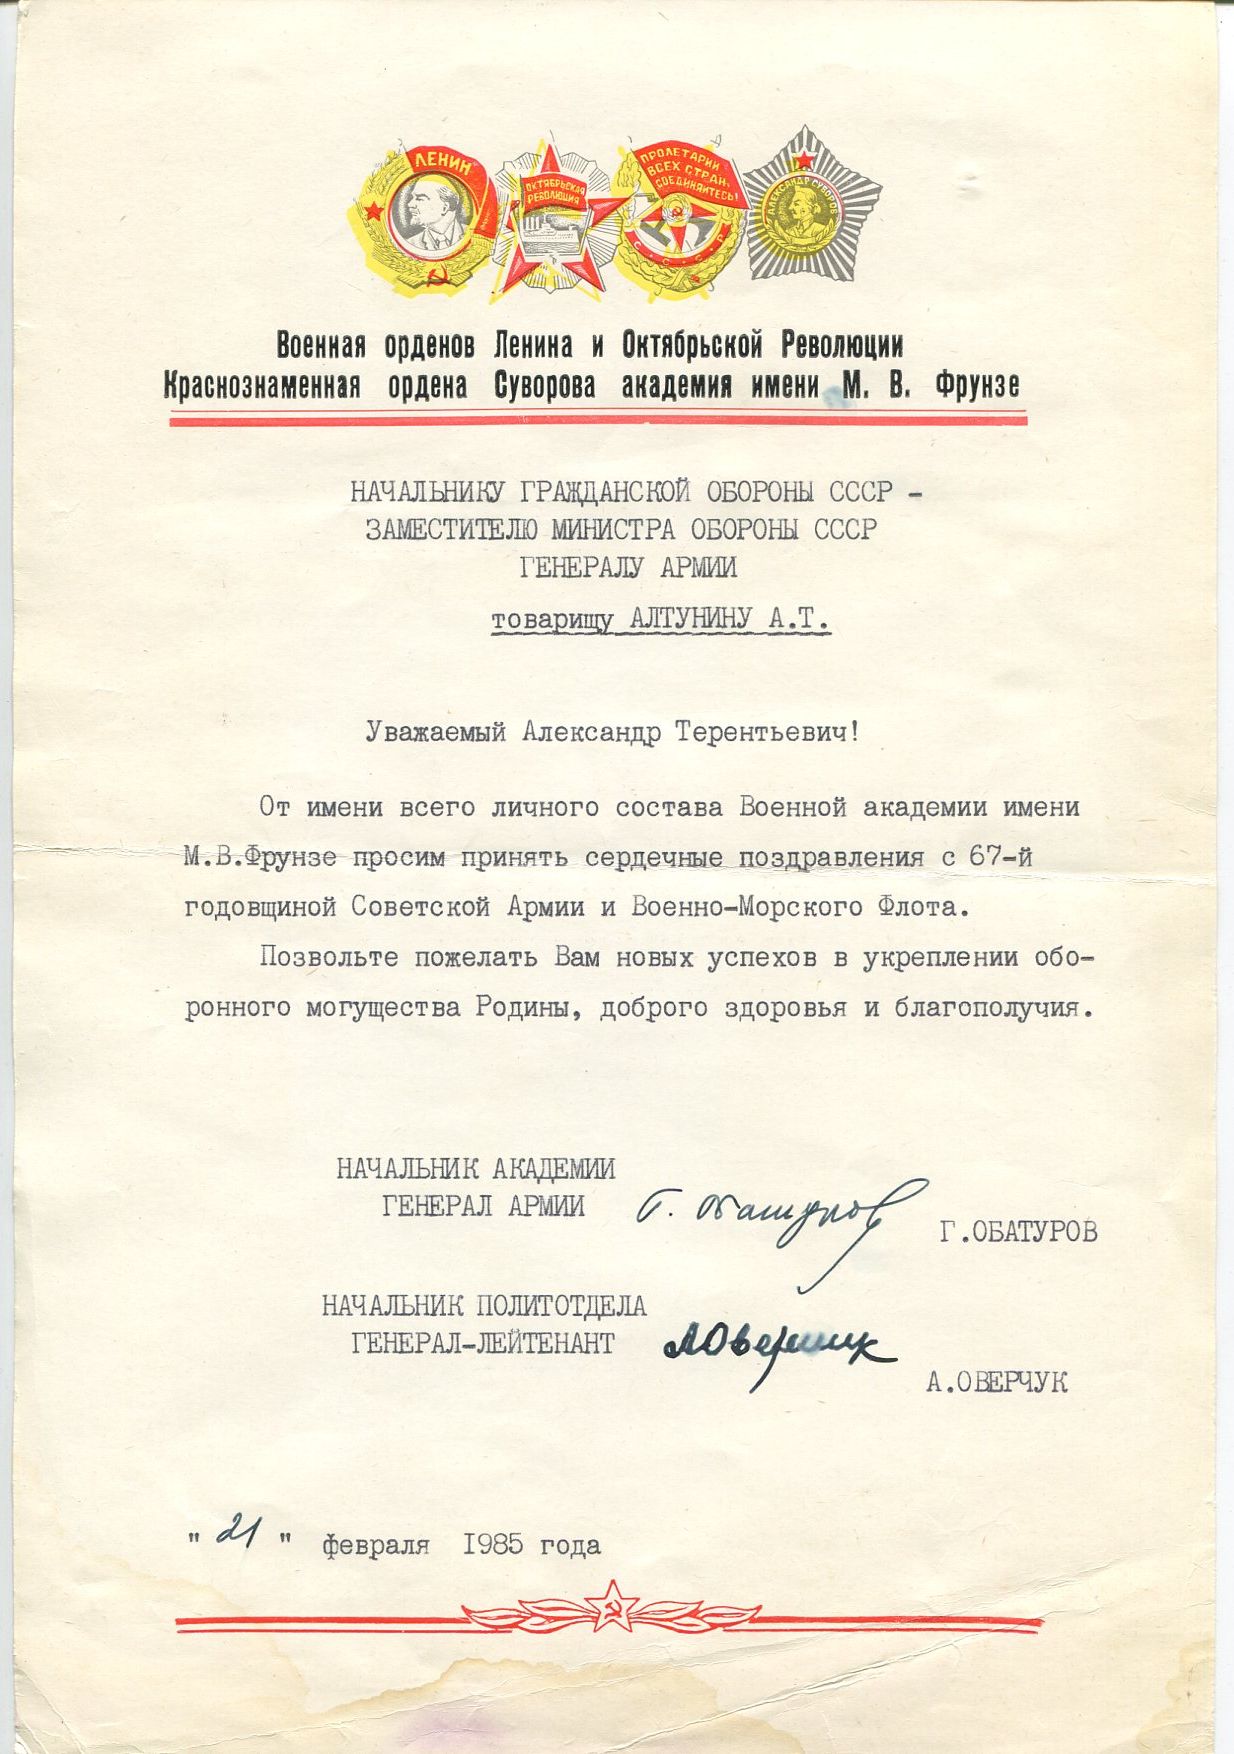 ЛЕНИН
ОКТЯБРЬСКАЯ
РЕВОЛЮЦИЯ
ПРОЛЕТАРИИ
ВСЕХ СТРАН,
СОЕДИНЯЙТЕСЬ!
С·С·С·Р
АЛЕКСАНДР СУВОРОВ
Военная орденов Ленина и Октябрьской Революции
Краснознаменная ордена Суворова академия имени М. В. Фрунзе
НАЧАЛЬНИКУ ГРАЖДАНСКОЙ ОБОРОНЫ СССР -
ЗАМЕСТИТЕЛЮ МИНИСТРА ОБОРОНЫ СССР
ГЕНЕРАЛУ АРМИИ
товарищу АЛТУНИНУ А.Т.
Уважаемый Александр Терентьевич!
От имени всего личного состава Военной академии имени
М.В.Фрунзе просим принять сердечные поздравления с 67-й
годовщиной Советской Армии и Военно-Морского Флота.
Позвольте пожелать Вам новых успехов в укреплении обо-
ронного могущества Родины, доброго здоровья и благополучия.
НАЧАЛЬНИК АКАДЕМИИ
ГЕНЕРАЛ АРМИИ Г. Обатуров
Г.ОБАТУРОВ
НАЧАЛЬНИК ПОЛИТОТДЕЛА
ГЕНЕРАЛ-ЛЕЙТЕНАНТ АОверчук
А.ОВЕРЧУК
"21" февраля 1985 года